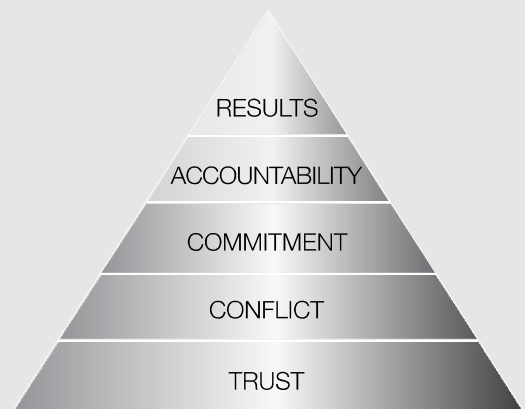 RESULTS
ACCOUNTABILITY
COMMITMENT
CONFLICT
TRUST